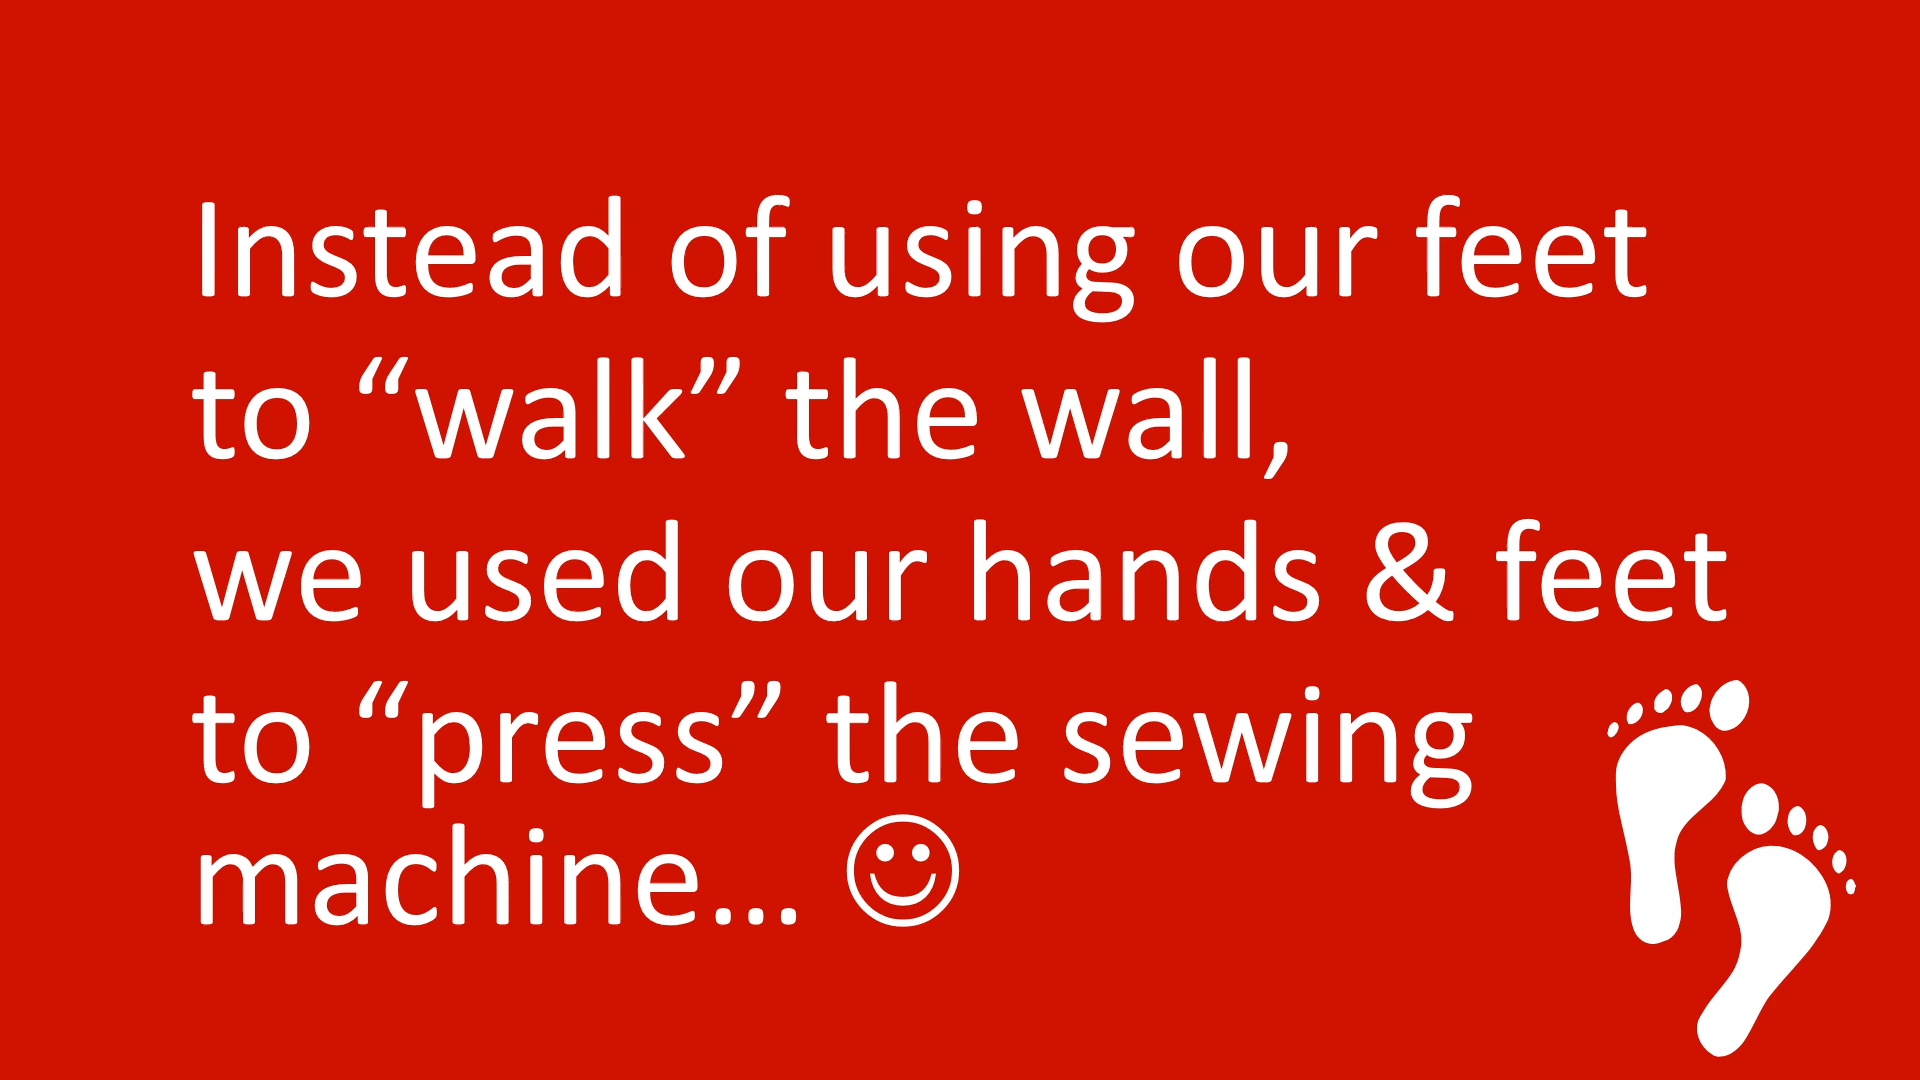 Instead of using our feet
to “walk” the wall,
we used our hands & feet
to “press” the sewing
machine… ☺